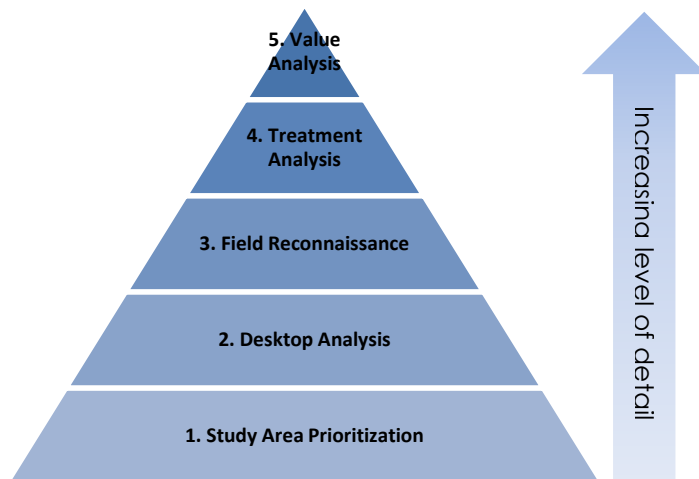 5. Value
Analysis
4. Treatment
Analysis
3. Field Reconnaissance
2. Desktop Analysis
1. Study Area Prioritization
Increasing level of detail